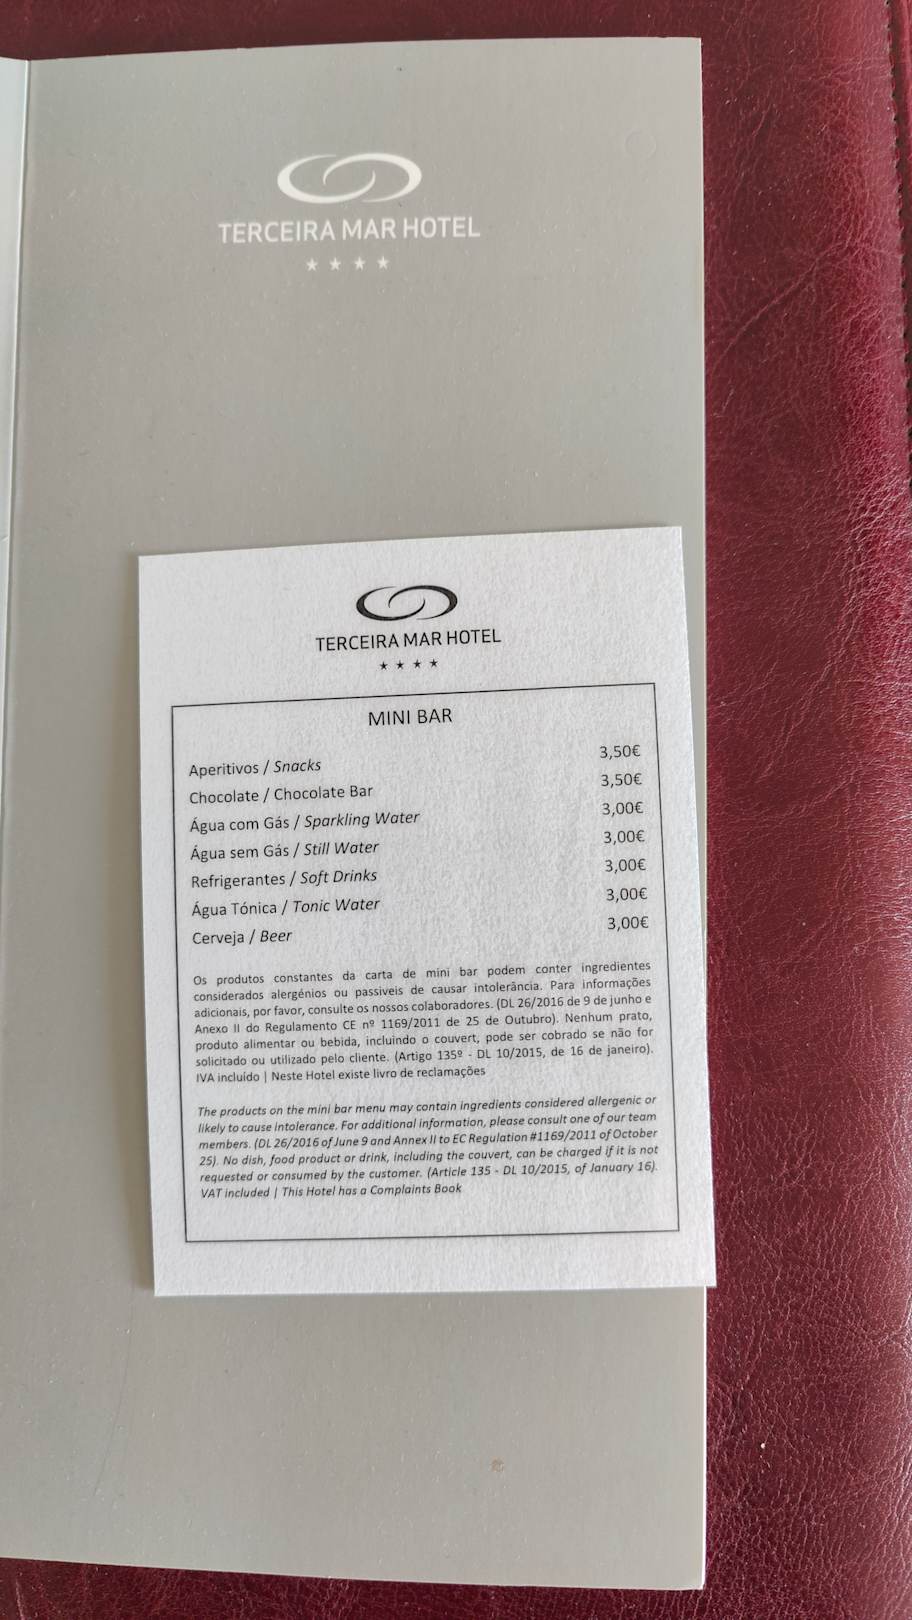 TERCEIRA MAR HOTEL
★ ★ ★ ★
TERCEIRA MAR HOTEL
★ ★ ★ ★
MINI BAR
Aperitivos / Snacks 3,50€
Chocolate / Chocolate Bar 3,50€
Água com Gás / Sparkling Water 3,00€
Água sem Gás / Still Water 3,00€
Refrigerantes / Soft Drinks 3,00€
Água Tónica / Tonic Water 3,00€
Cerveja / Beer 3,00€
Os produtos constantes da carta de mini bar podem conter ingredientes
considerados alergénios ou passiveis de causar intolerância. Para informações
adicionais, por favor, consulte os nossos colaboradores. (DL 26/2016 de 9 de junho e
Anexo II do Regulamento CE nº 1169/2011 de 25 de Outubro). Nenhum prato,
produto alimentar ou bebida, incluindo o couvert, pode ser cobrado se não for
solicitado ou utilizado pelo cliente. (Artigo 135º - DL 10/2015, de 16 de janeiro).
IVA incluído | Neste Hotel existe livro de reclamações
The products on the mini bar menu may contain ingredients considered allergenic or
likely to cause intolerance. For additional information, please consult one of our team
members. (DL 26/2016 of June 9 and Annex II to EC Regulation #1169/2011 of October
25). No dish, food product or drink, including the couvert, can be charged if it is not
requested or consumed by the customer. (Article 135 - DL 10/2015, of January 16).
VAT included | This Hotel has a Complaints Book